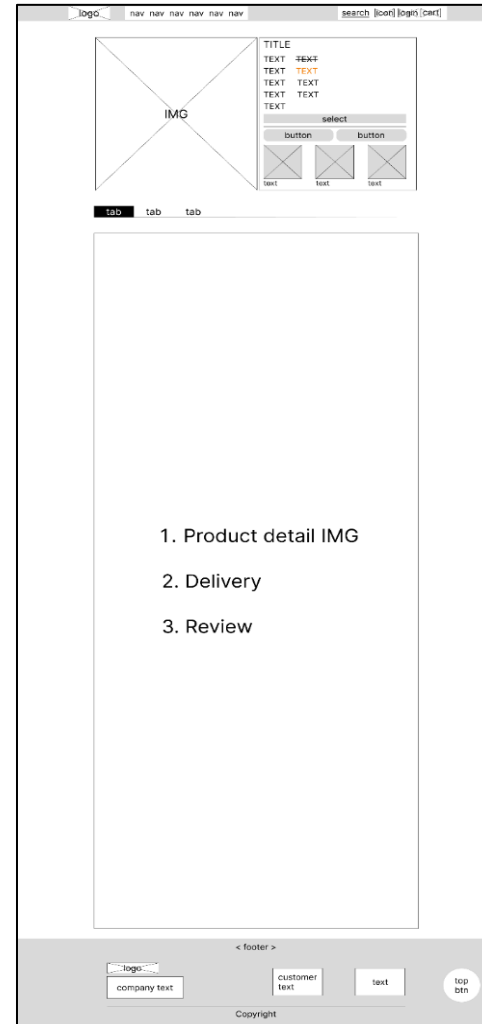 logo nav nav nav nav nav nav search [icon] [login] [cart]
IMG
TITLE
TEXT TEXT
TEXT TEXT
TEXT TEXT
TEXT TEXT
TEXT
select
button button
text text text
tab tab tab
1. Product detail IMG
2. Delivery
3. Review
< footer >
logo
company text
customer
text
text
top
btn
Copyright